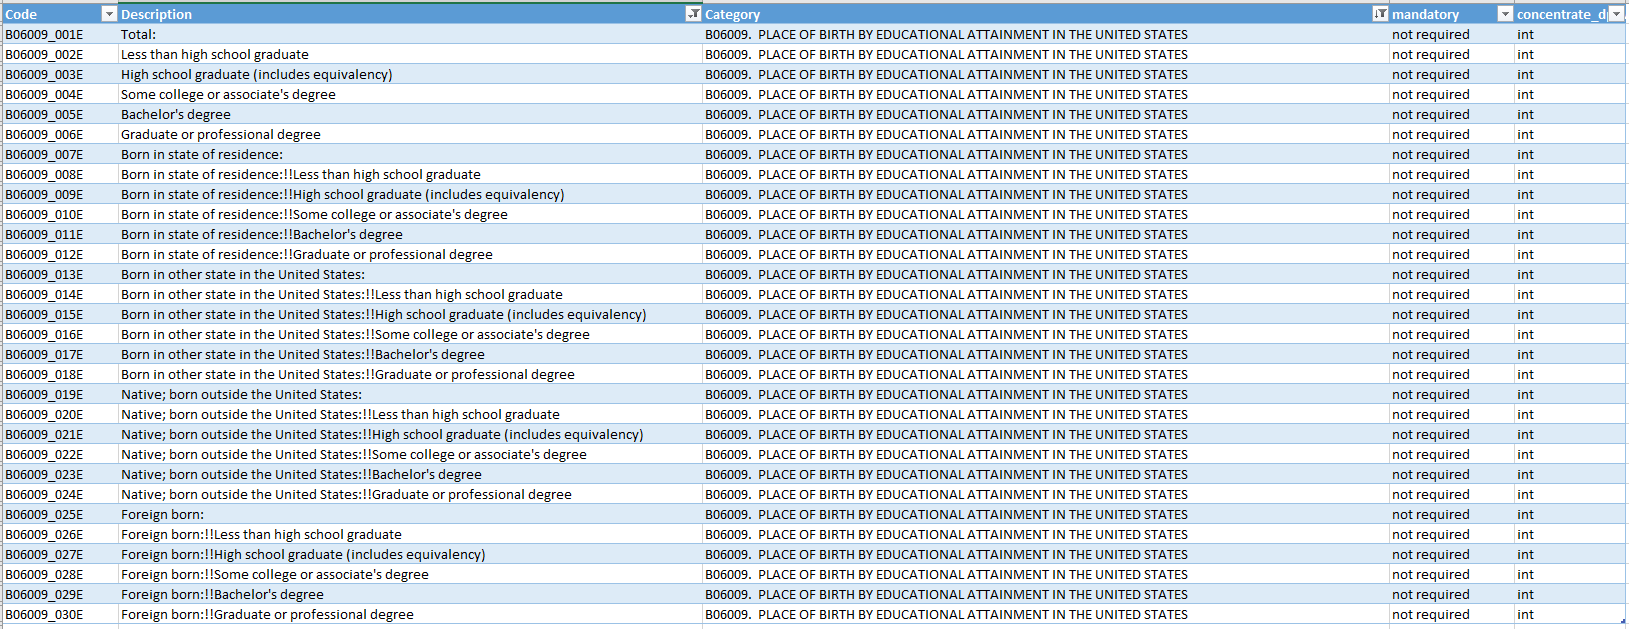 Code Description Category mandatory concentrate_d
B06009_001E Total: B06009.  PLACE OF BIRTH BY EDUCATIONAL ATTAINMENT IN THE UNITED STATES not required int
B06009_002E Less than high school graduate B06009.  PLACE OF BIRTH BY EDUCATIONAL ATTAINMENT IN THE UNITED STATES not required int
B06009_003E High school graduate (includes equivalency) B06009.  PLACE OF BIRTH BY EDUCATIONAL ATTAINMENT IN THE UNITED STATES not required int
B06009_004E Some college or associate's degree B06009.  PLACE OF BIRTH BY EDUCATIONAL ATTAINMENT IN THE UNITED STATES not required int
B06009_005E Bachelor's degree B06009.  PLACE OF BIRTH BY EDUCATIONAL ATTAINMENT IN THE UNITED STATES not required int
B06009_006E Graduate or professional degree B06009.  PLACE OF BIRTH BY EDUCATIONAL ATTAINMENT IN THE UNITED STATES not required int
B06009_007E Born in state of residence: B06009.  PLACE OF BIRTH BY EDUCATIONAL ATTAINMENT IN THE UNITED STATES not required int
B06009_008E Born in state of residence:!!Less than high school graduate B06009.  PLACE OF BIRTH BY EDUCATIONAL ATTAINMENT IN THE UNITED STATES not required int
B06009_009E Born in state of residence:!!High school graduate (includes equivalency) B06009.  PLACE OF BIRTH BY EDUCATIONAL ATTAINMENT IN THE UNITED STATES not required int
B06009_010E Born in state of residence:!!Some college or associate's degree B06009.  PLACE OF BIRTH BY EDUCATIONAL ATTAINMENT IN THE UNITED STATES not required int
B06009_011E Born in state of residence:!!Bachelor's degree B06009.  PLACE OF BIRTH BY EDUCATIONAL ATTAINMENT IN THE UNITED STATES not required int
B06009_012E Born in state of residence:!!Graduate or professional degree B06009.  PLACE OF BIRTH BY EDUCATIONAL ATTAINMENT IN THE UNITED STATES not required int
B06009_013E Born in other state in the United States: B06009.  PLACE OF BIRTH BY EDUCATIONAL ATTAINMENT IN THE UNITED STATES not required int
B06009_014E Born in other state in the United States:!!Less than high school graduate B06009.  PLACE OF BIRTH BY EDUCATIONAL ATTAINMENT IN THE UNITED STATES not required int
B06009_015E Born in other state in the United States:!!High school graduate (includes equivalency) B06009.  PLACE OF BIRTH BY EDUCATIONAL ATTAINMENT IN THE UNITED STATES not required int
B06009_016E Born in other state in the United States:!!Some college or associate's degree B06009.  PLACE OF BIRTH BY EDUCATIONAL ATTAINMENT IN THE UNITED STATES not required int
B06009_017E Born in other state in the United States:!!Bachelor's degree B06009.  PLACE OF BIRTH BY EDUCATIONAL ATTAINMENT IN THE UNITED STATES not required int
B06009_018E Born in other state in the United States:!!Graduate or professional degree B06009.  PLACE OF BIRTH BY EDUCATIONAL ATTAINMENT IN THE UNITED STATES not required int
B06009_019E Native; born outside the United States: B06009.  PLACE OF BIRTH BY EDUCATIONAL ATTAINMENT IN THE UNITED STATES not required int
B06009_020E Native; born outside the United States:!!Less than high school graduate B06009.  PLACE OF BIRTH BY EDUCATIONAL ATTAINMENT IN THE UNITED STATES not required int
B06009_021E Native; born outside the United States:!!High school graduate (includes equivalency) B06009.  PLACE OF BIRTH BY EDUCATIONAL ATTAINMENT IN THE UNITED STATES not required int
B06009_022E Native; born outside the United States:!!Some college or associate's degree B06009.  PLACE OF BIRTH BY EDUCATIONAL ATTAINMENT IN THE UNITED STATES not required int
B06009_023E Native; born outside the United States:!!Bachelor's degree B06009.  PLACE OF BIRTH BY EDUCATIONAL ATTAINMENT IN THE UNITED STATES not required int
B06009_024E Native; born outside the United States:!!Graduate or professional degree B06009.  PLACE OF BIRTH BY EDUCATIONAL ATTAINMENT IN THE UNITED STATES not required int
B06009_025E Foreign born: B06009.  PLACE OF BIRTH BY EDUCATIONAL ATTAINMENT IN THE UNITED STATES not required int
B06009_026E Foreign born:!!Less than high school graduate B06009.  PLACE OF BIRTH BY EDUCATIONAL ATTAINMENT IN THE UNITED STATES not required int
B06009_027E Foreign born:!!High school graduate (includes equivalency) B06009.  PLACE OF BIRTH BY EDUCATIONAL ATTAINMENT IN THE UNITED STATES not required int
B06009_028E Foreign born:!!Some college or associate's degree B06009.  PLACE OF BIRTH BY EDUCATIONAL ATTAINMENT IN THE UNITED STATES not required int
B06009_029E Foreign born:!!Bachelor's degree B06009.  PLACE OF BIRTH BY EDUCATIONAL ATTAINMENT IN THE UNITED STATES not required int
B06009_030E Foreign born:!!Graduate or professional degree B06009.  PLACE OF BIRTH BY EDUCATIONAL ATTAINMENT IN THE UNITED STATES not required int